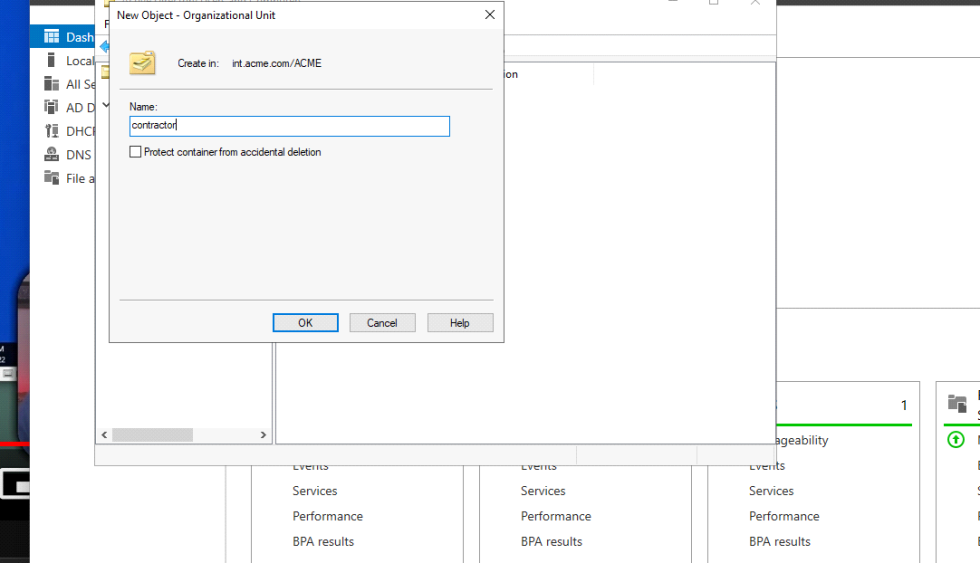 New Object - Organizational Unit
Create in: int.acme.com/ACME
Name:
contractor
Protect container from accidental deletion
OK
Cancel
Help
Dash
Local
All Se
AD D
DHCP
DNS
File a
1
Events
Services
Performance
BPA results
Events
Services
Performance
BPA results
ageability
Events
Services
Performance
BPA results